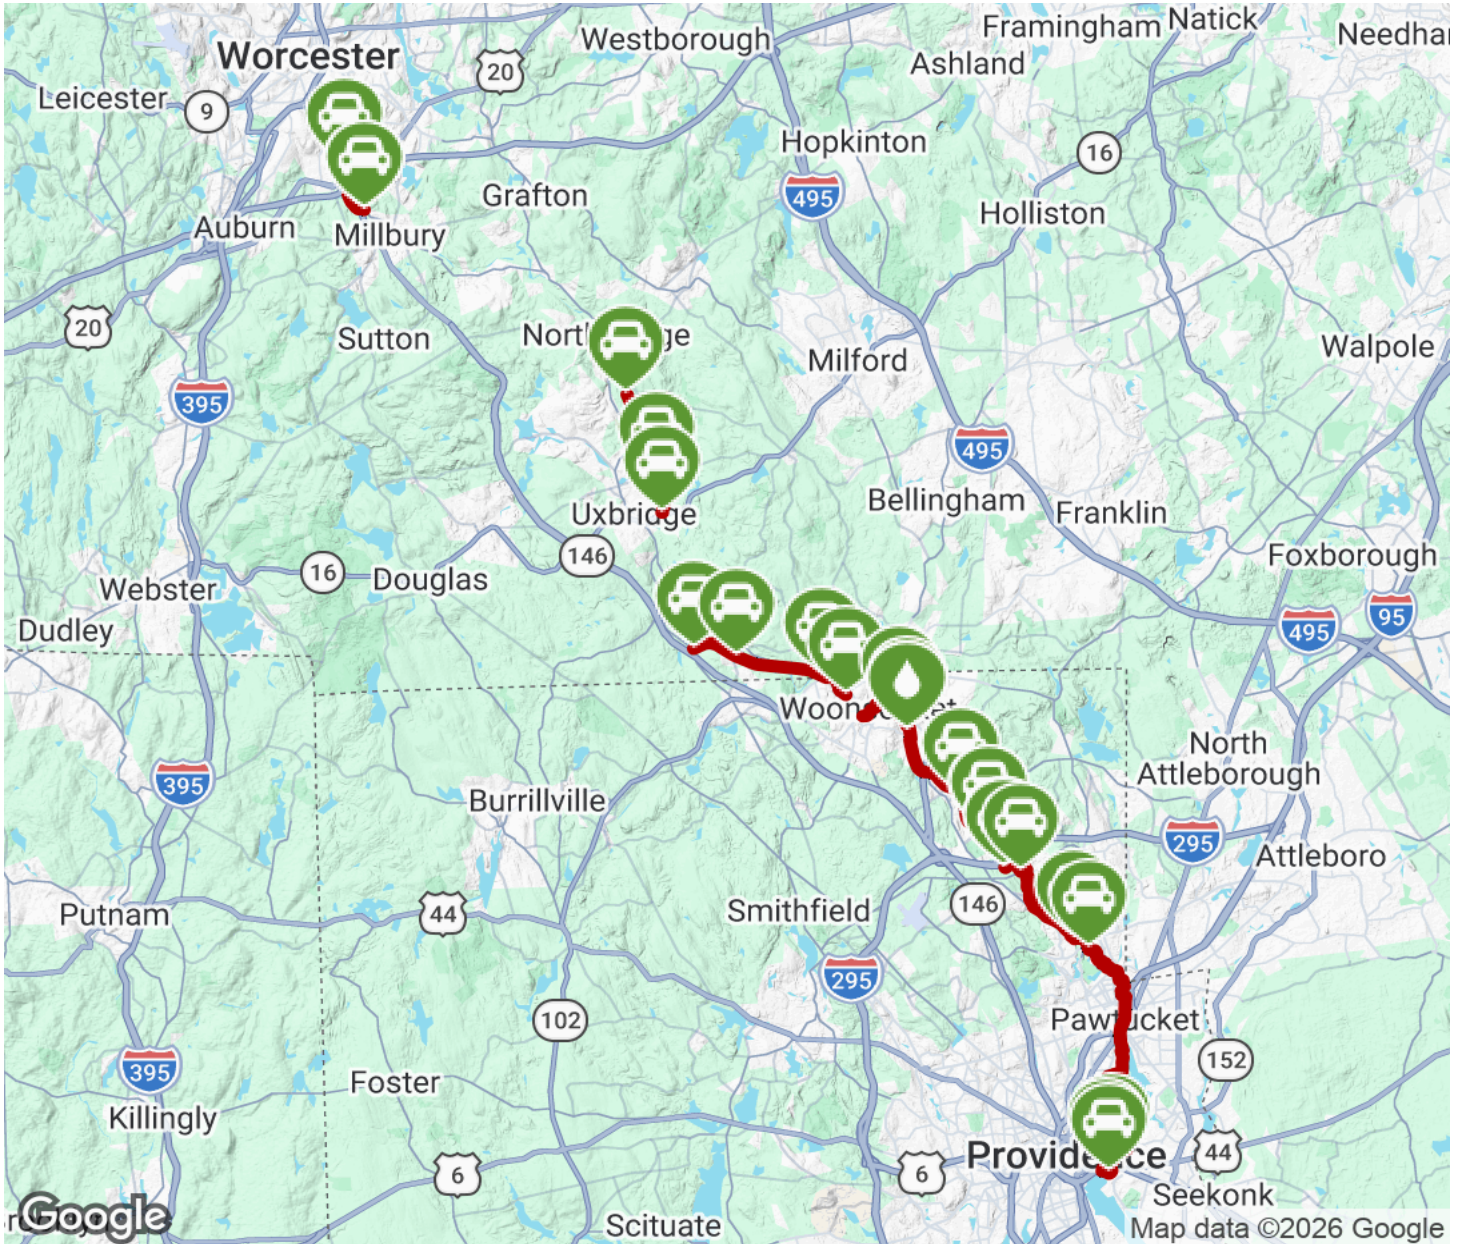 Framingham
Natick
Needha
Westborough
Worcester
Ashland
20
Leicester
9
Hopkinton
16
495
Grafton
Holliston
Auburn
Millbury
20
Sutton
Walpole
Milford
395
495
Bellingham
Franklin
Uxbridge
146
Foxborough
16
Douglas
Webster
95
495
Dudley
North
Attleborough
395
Burrillville
295
Attleboro
146
Smithfield
Putnam
44
295
102
Pawtucket
152
395
Foster
Killingly
44
Providence
6
6
Seekonk
Scituate
Google
Map data ©2026 Google